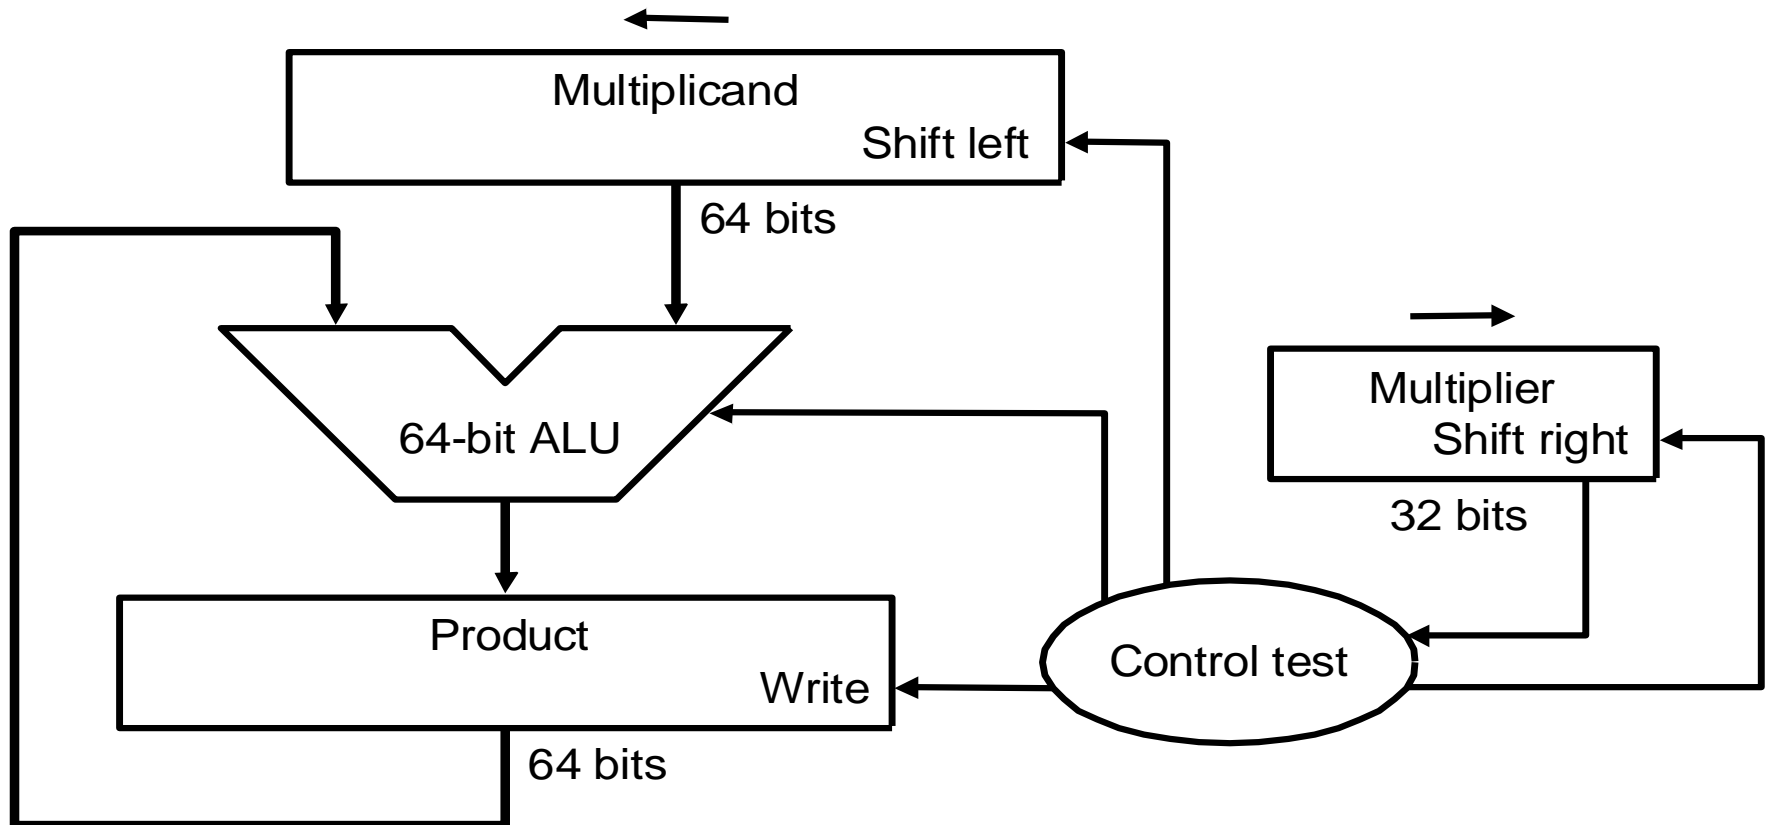 Multiplicand
Shift left
64 bits
64-bit ALU
Multiplier
Shift right
32 bits
Product
Write
Control test
64 bits